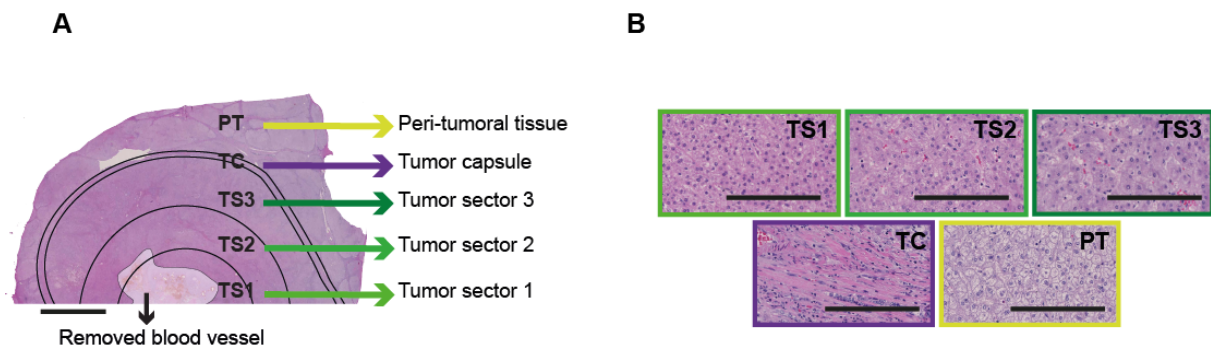 A
B
PT
Peri-tumoral tissue
TC
Tumor capsule
TS3
Tumor sector 3
TS2
Tumor sector 2
TS1
Tumor sector 1
Removed blood vessel
TS1
TS2
TS3
TC
PT